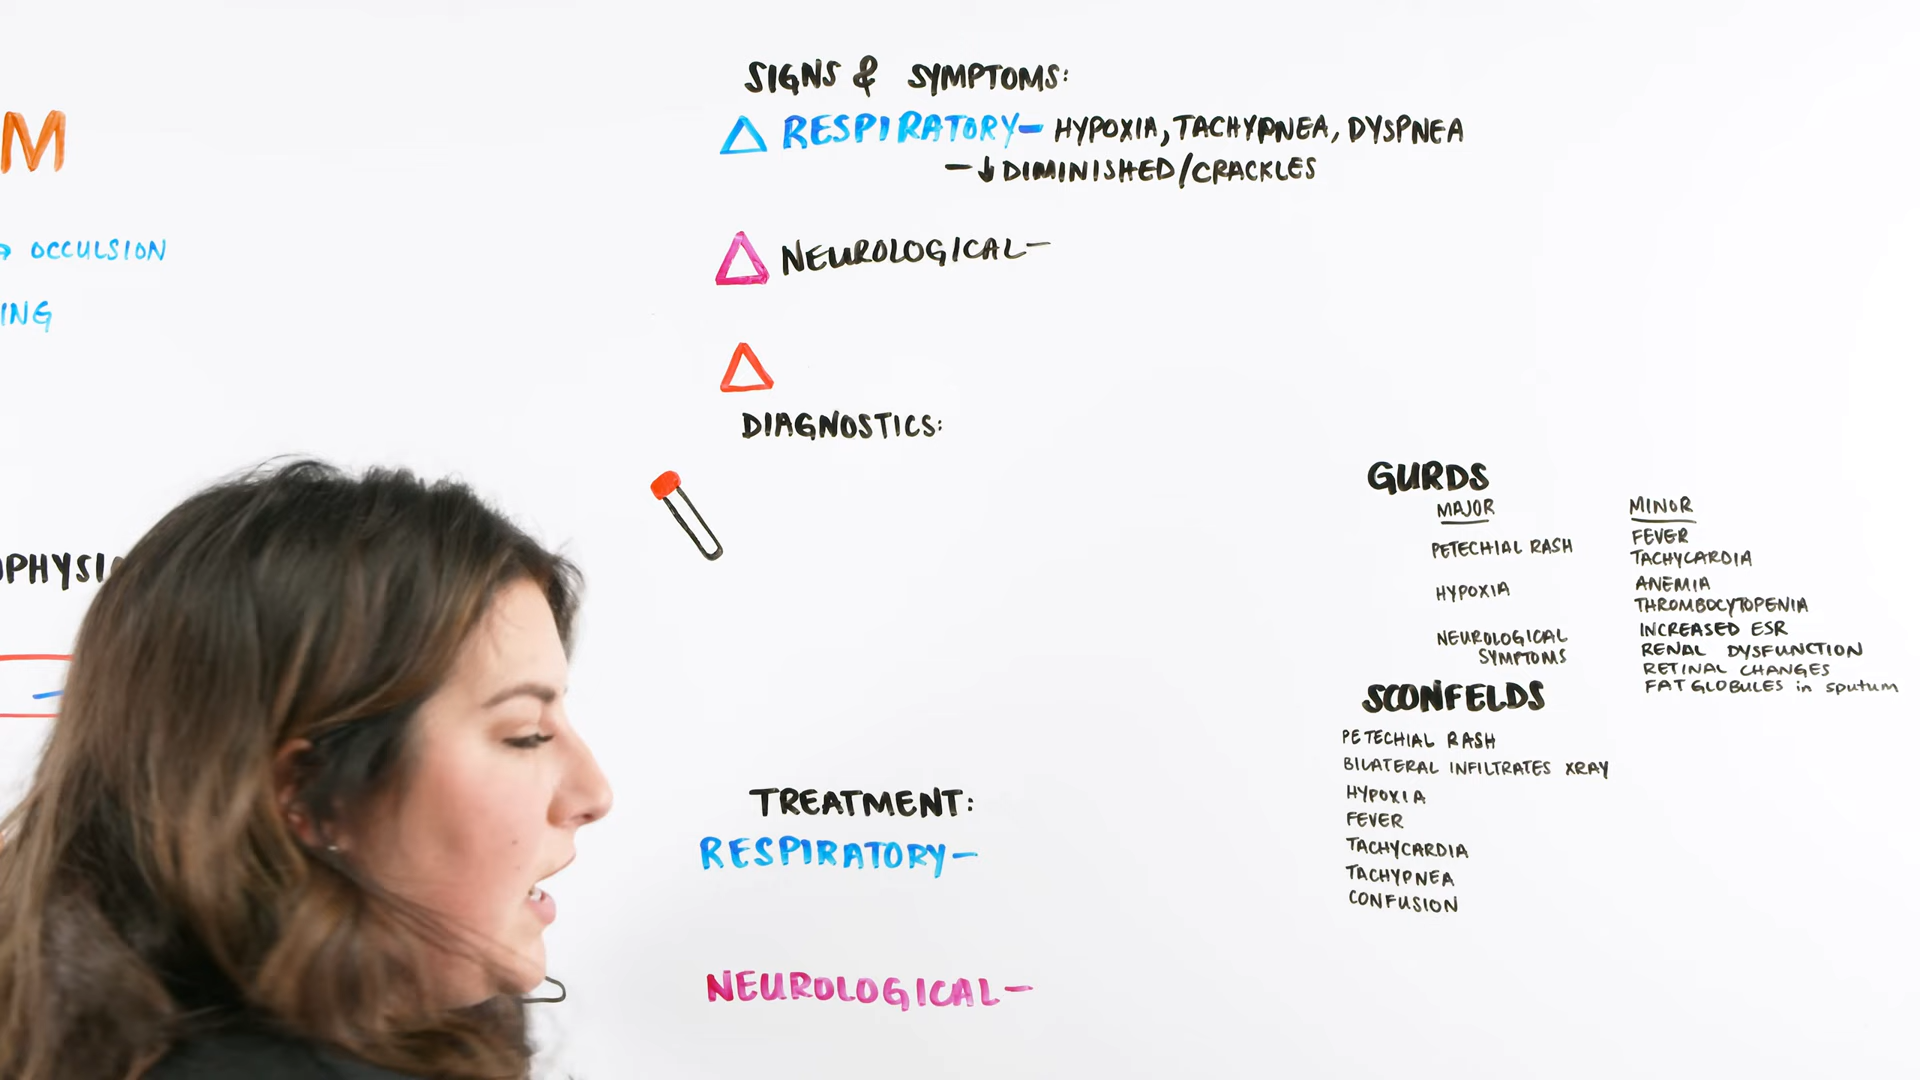 M
OCCULSION
ING
OPHYSI
SIGNS & SYMPTOMS:
△ RESPIRATORY- HYPOXIA, TACHYPNEA, DYSPNEA
- ↓ DIMINISHED/CRACKLES
△ NEUROLOGICAL-
DIAGNOSTICS:
TREATMENT:
RESPIRATORY-
NEUROLOGICAL-
GURDS
MAJOR
PETECHIAL RASH
HYPOXIA
NEUROLOGICAL
SYMPTOMS
MINOR
FEVER
TACHYCARDIA
ANEMIA
THROMBOCYTOPENIA
INCREASED ESR
RENAL DYSFUNCTION
RETINAL CHANGES
FAT GLOBULES in sputum
SCONFELDS
PETECHIAL RASH
BILATERAL INFILTRATES XRAY
HYPOXIA
FEVER
TACHYCARDIA
TACHYPNEA
CONFUSION